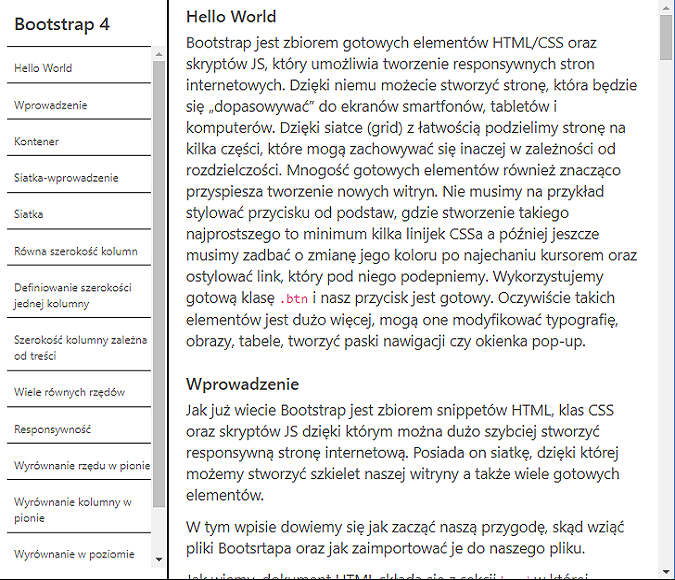 Bootstrap 4
Hello World
Wprowadzenie
Kontener
Siatka-wprowadzenie
Siatka
Równa szerokość kolumn
Definiowanie szerokości
jednej kolumny
Szerokość kolumny zależna
od treści
Wiele równych rzędów
Responsywność
Wyrównanie rzędu w pionie
Wyrównanie kolumny w
pionie
Wyrównanie w poziomie
Hello World
Bootstrap jest zbiorem gotowych elementów HTML/CSS oraz
skryptów JS, który umożliwia tworzenie responsywnych stron
internetowych. Dzięki niemu możecie stworzyć stronę, która będzie
się „dopasowywać” do ekranów smartfonów, tabletów i
komputerów. Dzięki siatce (grid) z łatwością podzielimy stronę na
kilka części, które mogą zachowywać się inaczej w zależności od
rozdzielczości. Mnogość gotowych elementów również znacząco
przyspiesza tworzenie nowych witryn. Nie musimy na przykład
stylować przycisku od podstaw, gdzie stworzenie takiego
najprostszego to minimum kilka linijek CSSa a później jeszcze
musimy zadbać o zmianę jego koloru po najechaniu kursorem oraz
ostylować link, który pod niego podepniemy. Wykorzystujemy
gotową klasę .btn i nasz przycisk jest gotowy. Oczywiście takich
elementów jest dużo więcej, mogą one modyfikować typografię,
obrazy, tabele, tworzyć paski nawigacji czy okienka pop-up.
Wprowadzenie
Jak już wiecie Bootstrap jest zbiorem snippetów HTML, klas CSS
oraz skryptów JS dzięki którym można dużo szybciej stworzyć
responsywną stronę internetową. Posiada on siatkę, dzięki której
możemy stworzyć szkielet naszej witryny a także wiele gotowych
elementów.
W tym wpisie dowiemy się jak zacząć naszą przygodę, skąd wziąć
pliki Bootsrtapa oraz jak zaimportować je do naszego pliku.
Jak wiemy, dokument HTML składa się z sekcji w której